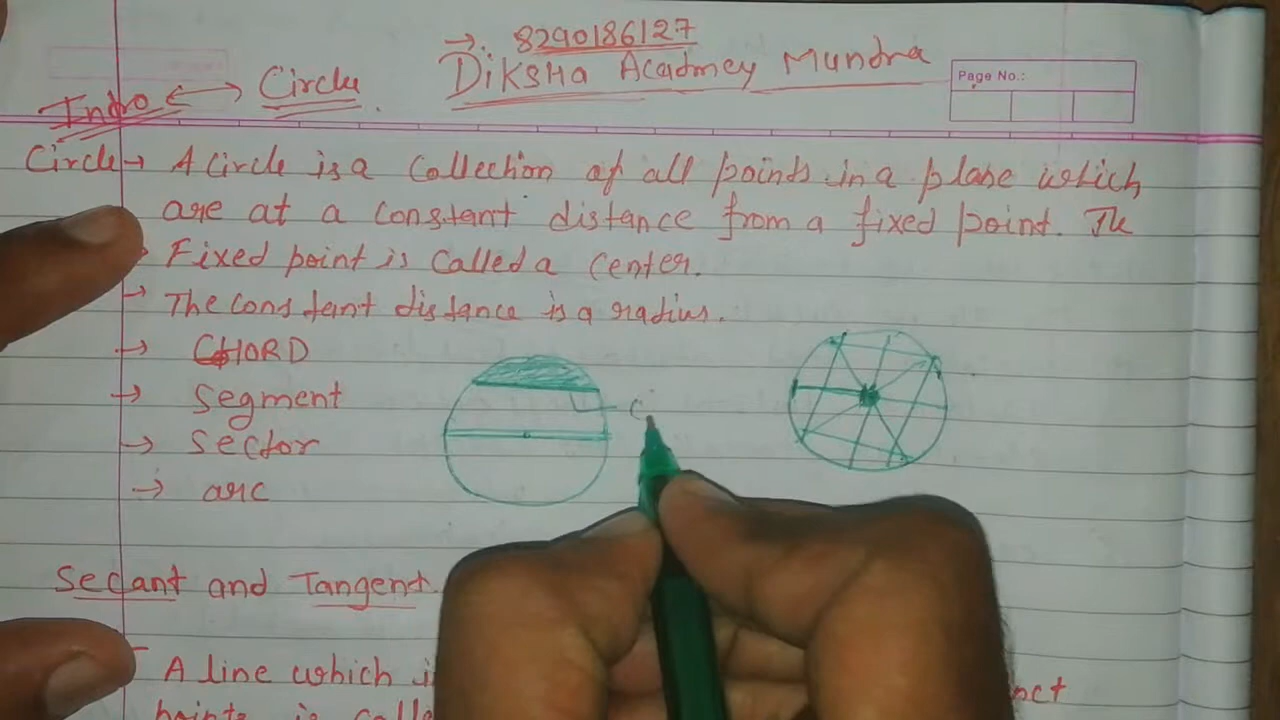 8290186127
Intro ↔ Circle. → Diksha Acadmey Mundra
Page No.:
Circle → A Circle is a Collection of all points in a plane which
are at a constant distance from a fixed point. The
Fixed point is called a center.
→ The constant distance is a radius.
→ CHORD
→ Segment
→ Sector
→ arc
C
Secant and Tangent.
A line which
points is